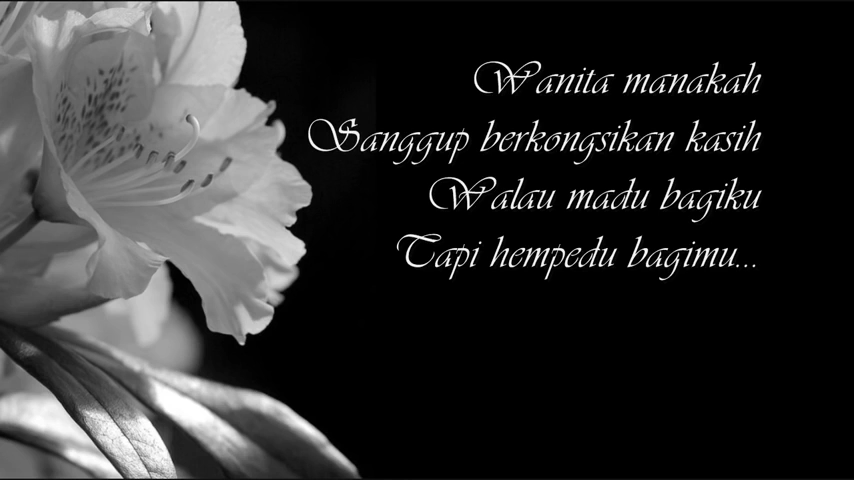 Wanita manakah
Sanggup berkongsikan kasih
Walau madu bagiku
Tapi hempedu bagimu...